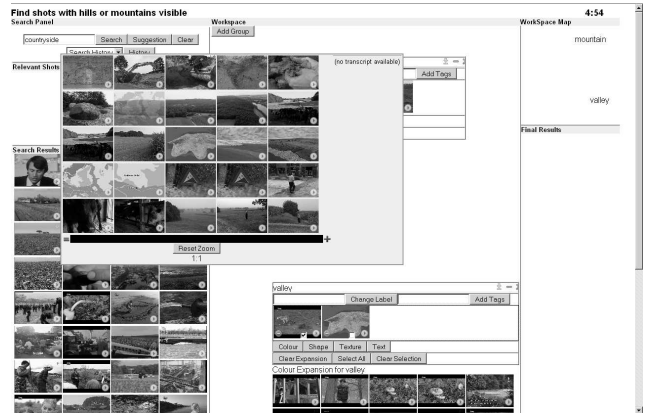 Find shots with hills or mountains visible
4:54
Search Panel
Workspace
WorkSpace Map
countryside
Search
Suggestion
Clear
Add Group
Search History
History
mountain
Relevant Shots
(no transcript available)
Add Tags
valley
Final Results
Search Results
Reset Zoom
1:1
valley
Change Label
Add Tags
Colour
Shape
Texture
Text
Clear Expansion
Select All
Clear Selection
Colour Expansion for valley